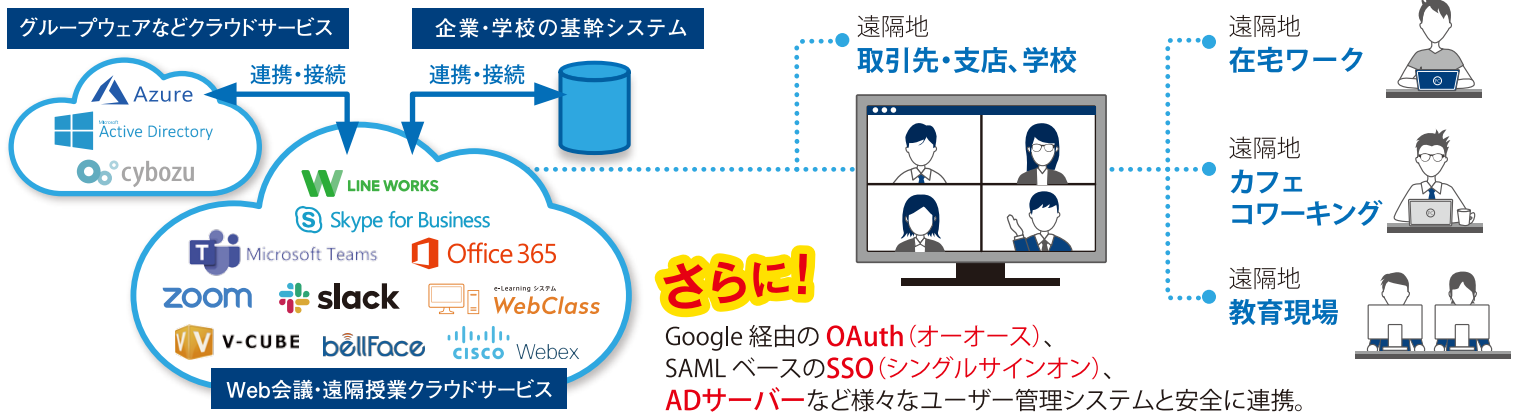 グループウェアなどクラウドサービス
企業・学校の基幹システム
連携・接続
連携・接続
Azure
Microsoft
Active Directory
cybozu
LINE WORKS
Skype for Business
Microsoft Teams
Office 365
zoom
slack
e-Learning システム
WebClass
V-CUBE
bellFace
CISCO Webex
Web会議・遠隔授業クラウドサービス
遠隔地
取引先・支店、学校
遠隔地
在宅ワーク
遠隔地
カフェ
コワーキング
遠隔地
教育現場
さらに!
Google 経由の OAuth(オーオース)、
SAML ベースのSSO(シングルサインオン)、
ADサーバーなど様々なユーザー管理システムと安全に連携。